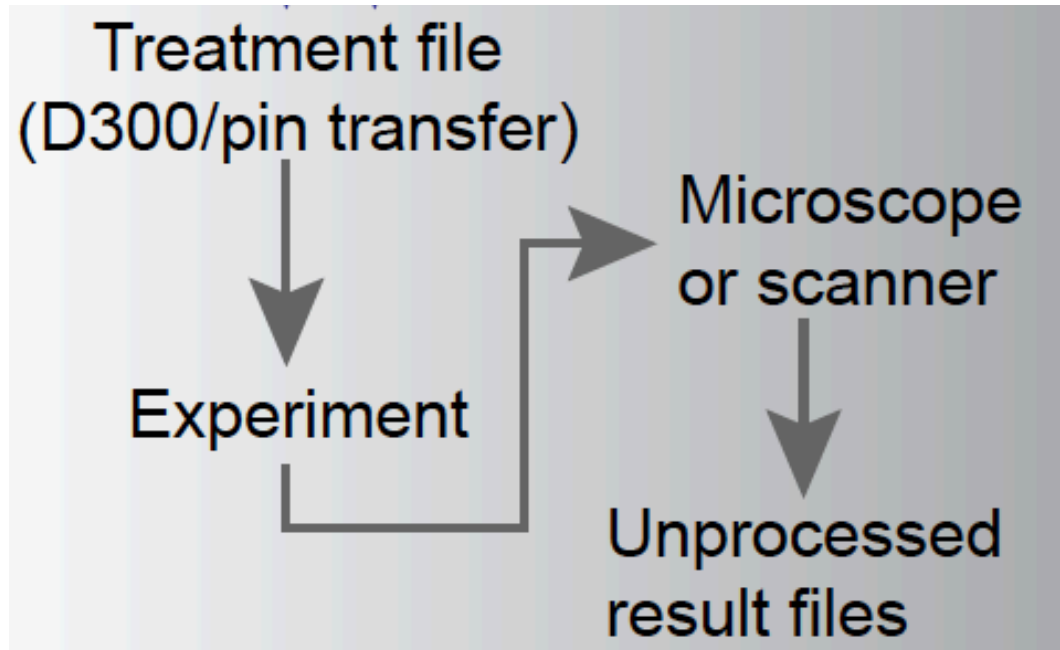 Treatment file
(D300/pin transfer)
Experiment
Microscope
or scanner
Unprocessed
result files